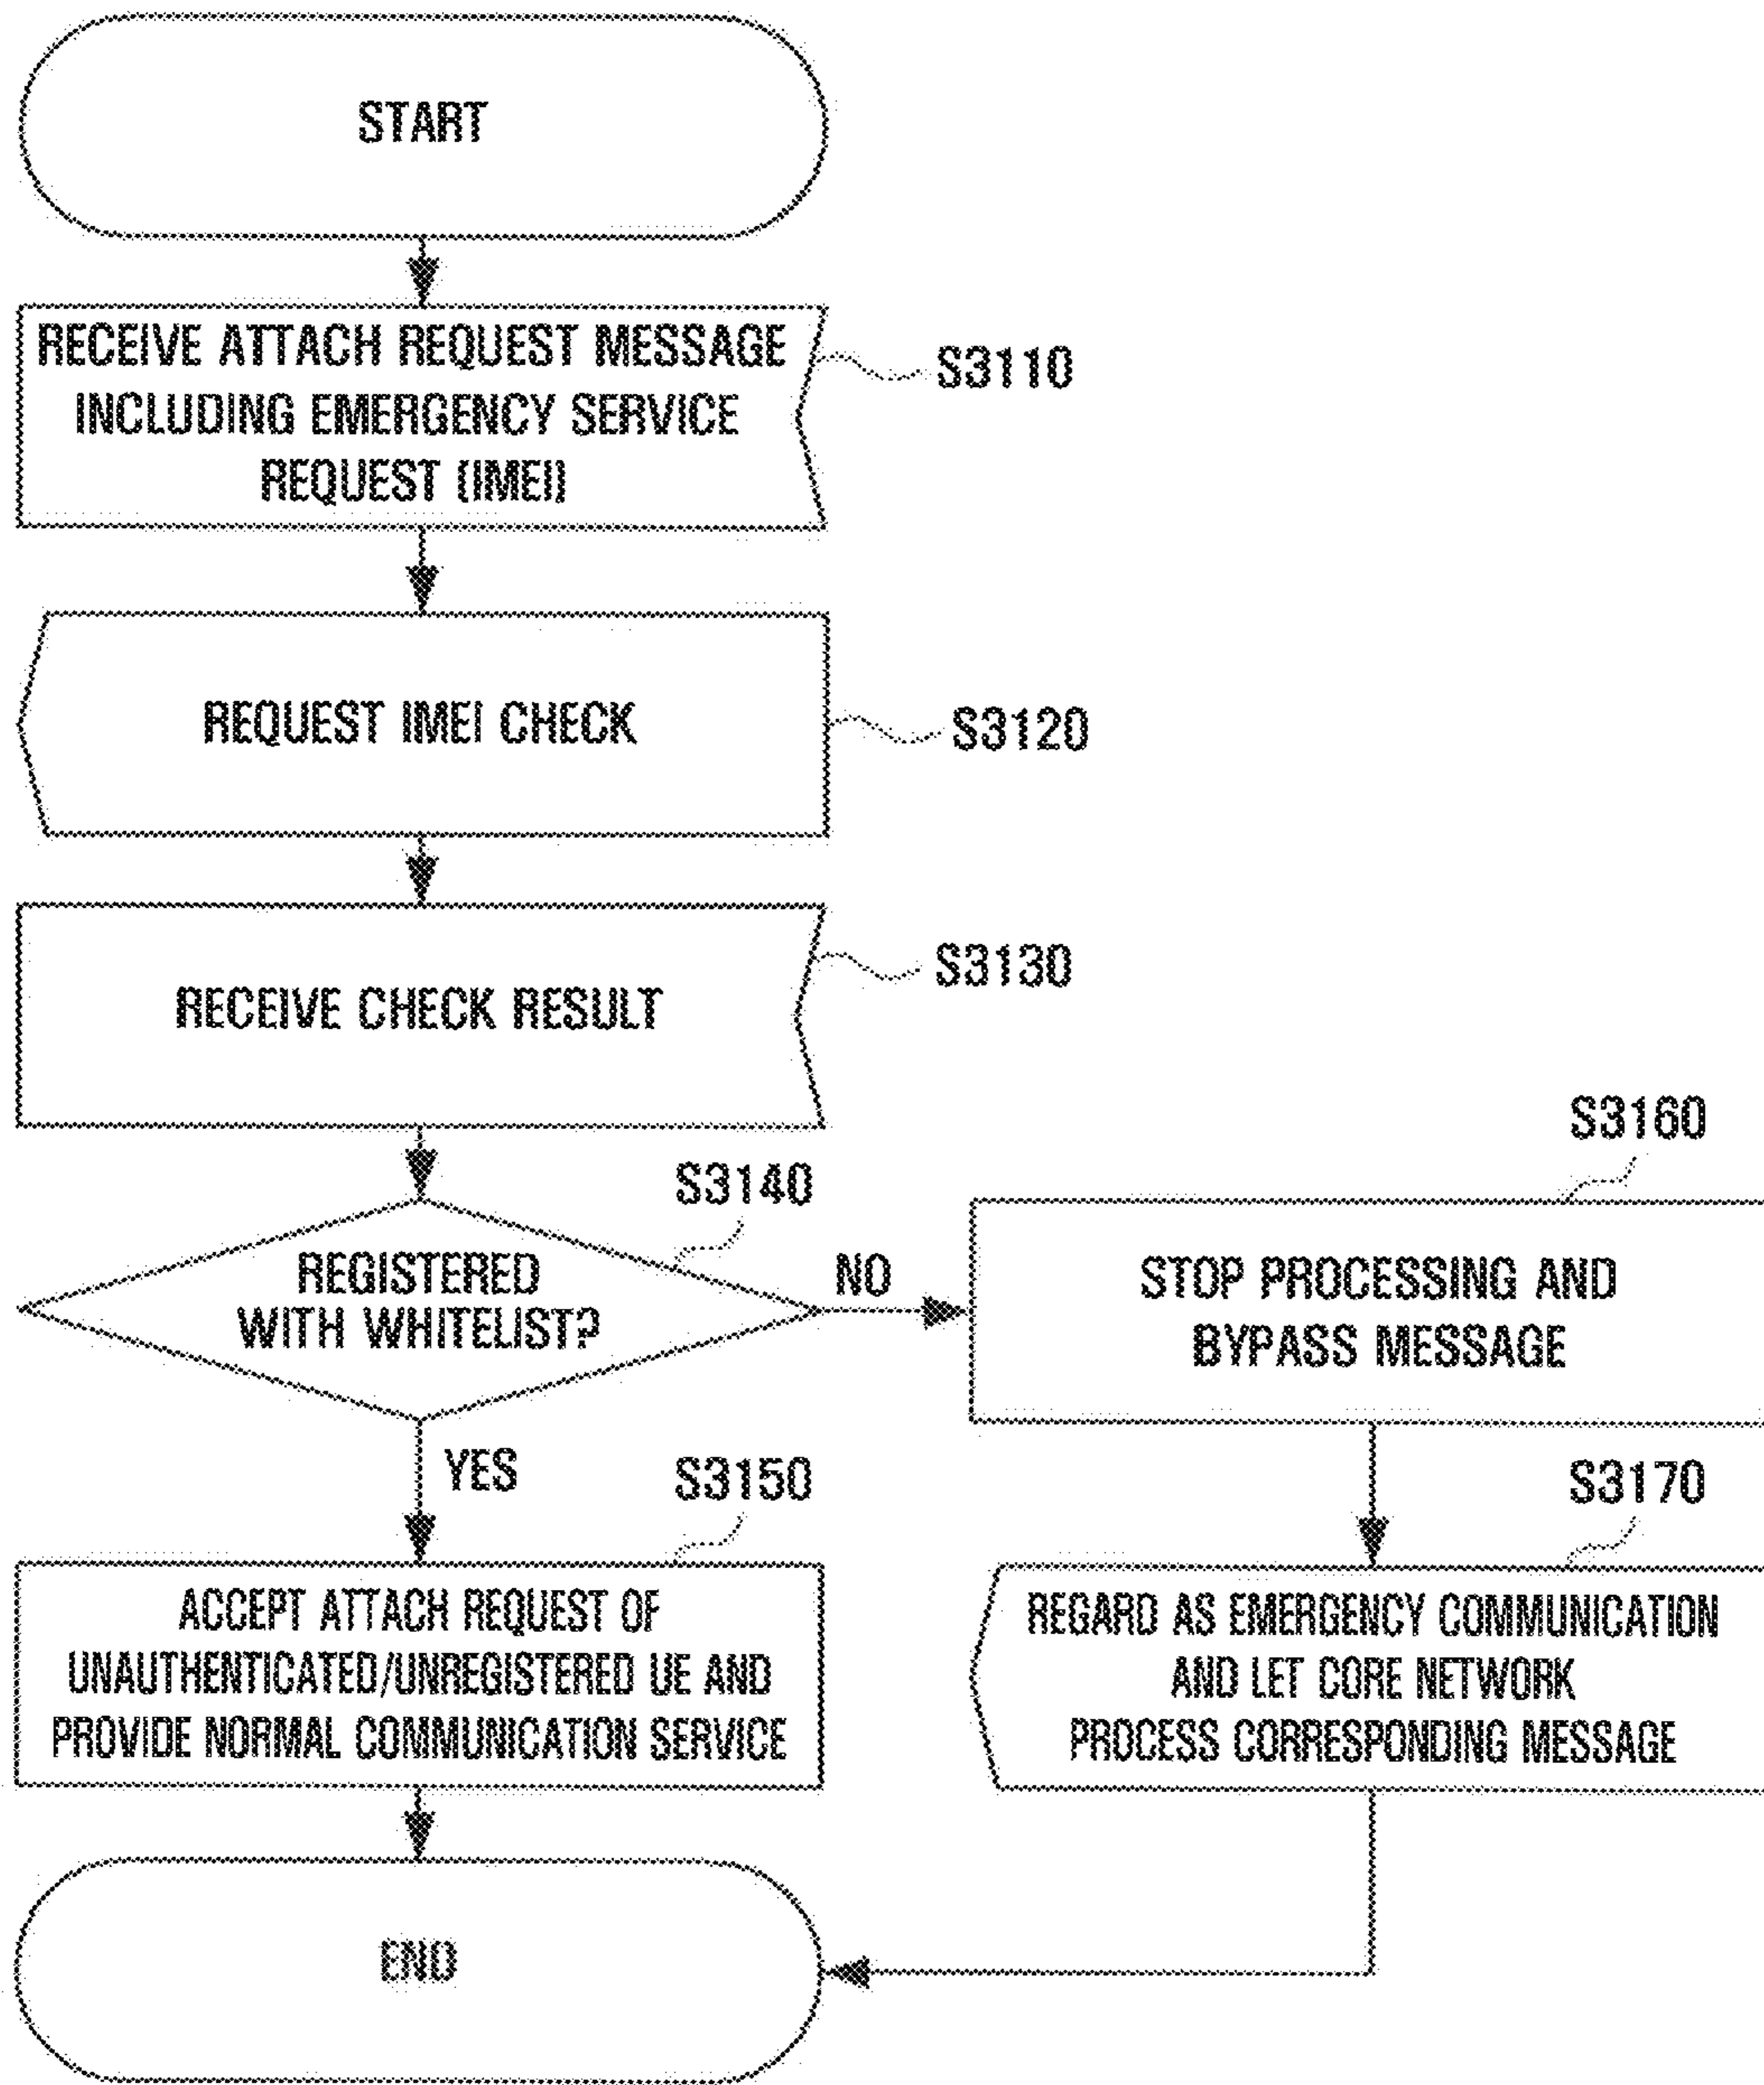 START
RECEIVE ATTACH REQUEST MESSAGE
INCLUDING EMERGENCY SERVICE
REQUEST (IMEI)
S3110
REQUEST IMEI CHECK
S3120
RECEIVE CHECK RESULT
S3130
REGISTERED
WITH WHITELIST?
S3140
NO
STOP PROCESSING AND
BYPASS MESSAGE
S3160
YES
ACCEPT ATTACH REQUEST OF
UNAUTHENTICATED/UNREGISTERED UE AND
PROVIDE NORMAL COMMUNICATION SERVICE
S3150
REGARD AS EMERGENCY COMMUNICATION
AND LET CORE NETWORK
PROCESS CORRESPONDING MESSAGE
S3170
END